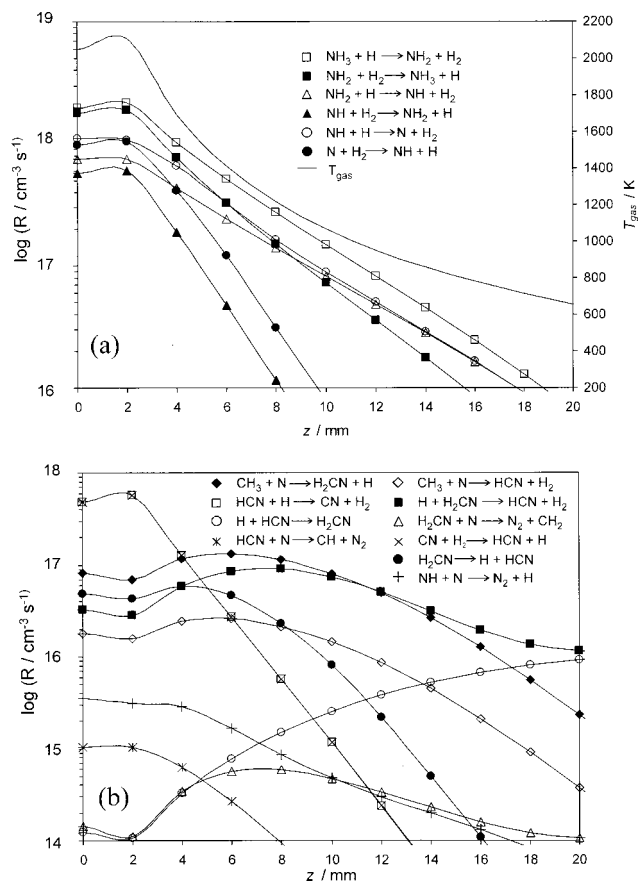 19
18
17
16
log (R / cm⁻³ s⁻¹)
2200
2000
1800
1600
1400
1200
1000
800
600
400
200
T_gas / K
□ NH₃ + H → NH₂ + H₂
■ NH₂ + H₂ → NH₃ + H
△ NH₂ + H → NH + H₂
▲ NH + H₂ → NH₂ + H
○ NH + H → N + H₂
● N + H₂ → NH + H
— T_gas
(a)
0 2 4 6 8 10 12 14 16 18 20
z / mm
18
17
16
15
14
log (R / cm⁻³ s⁻¹)
◆ CH₃ + N → H₂CN + H
◇ CH₃ + N → HCN + H₂
□ HCN + H → CN + H₂
■ H + H₂CN → HCN + H₂
○ H + HCN → H₂CN
△ H₂CN + N → N₂ + CH₂
✳ HCN + N → CH + N₂
× CN + H₂ → HCN + H
● H₂CN → H + HCN
+ NH + N → N₂ + H
(b)
0 2 4 6 8 10 12 14 16 18 20
z / mm